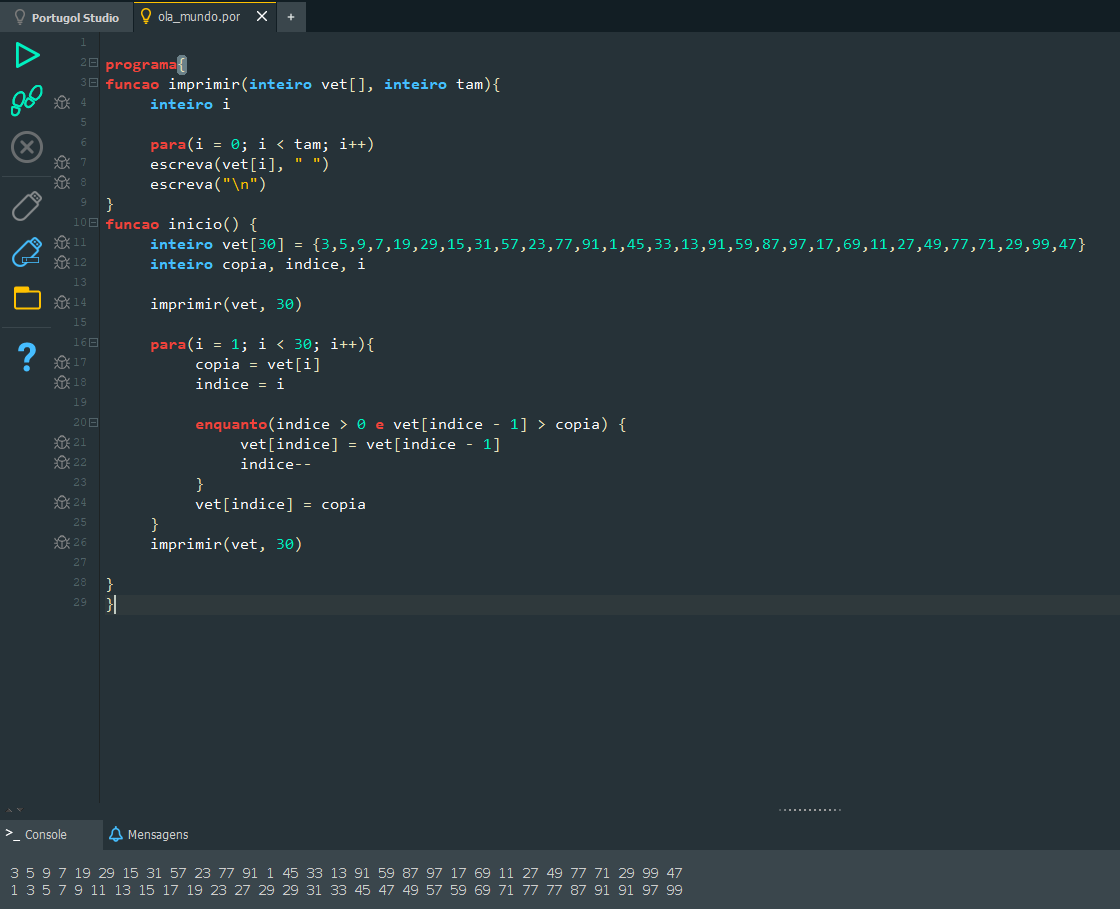 Portugol Studio ola_mundo.por
1
2 programa{
3 funcao imprimir(inteiro vet[], inteiro tam){
4 inteiro i
5
6 para(i = 0; i < tam; i++)
7 escreva(vet[i], " ")
8 escreva("\n")
9 }
10 funcao inicio() {
11 inteiro vet[30] = {3,5,9,7,19,29,15,31,57,23,77,91,1,45,33,13,91,59,87,97,17,69,11,27,49,77,71,29,99,47}
12 inteiro copia, indice, i
13
14 imprimir(vet, 30)
15
16 para(i = 1; i < 30; i++){
17 copia = vet[i]
18 indice = i
19
20 enquanto(indice > 0 e vet[indice - 1] > copia) {
21 vet[indice] = vet[indice - 1]
22 indice--
23 }
24 vet[indice] = copia
25 }
26 imprimir(vet, 30)
27
28 }
29 }
>_ Console Mensagens
3 5 9 7 19 29 15 31 57 23 77 91 1 45 33 13 91 59 87 97 17 69 11 27 49 77 71 29 99 47
1 3 5 7 9 11 13 15 17 19 23 27 29 29 31 33 45 47 49 57 59 69 71 77 77 87 91 91 97 99